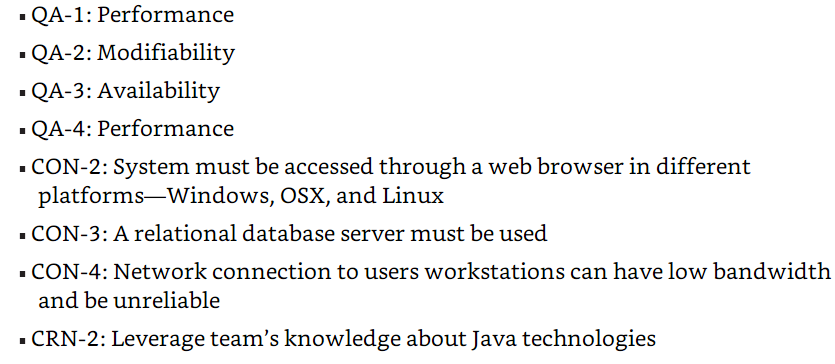 ▪ QA-1: Performance
▪ QA-2: Modifiability
▪ QA-3: Availability
▪ QA-4: Performance
▪ CON-2: System must be accessed through a web browser in different
platforms—Windows, OSX, and Linux
▪ CON-3: A relational database server must be used
▪ CON-4: Network connection to users workstations can have low bandwidth
and be unreliable
▪ CRN-2: Leverage team’s knowledge about Java technologies